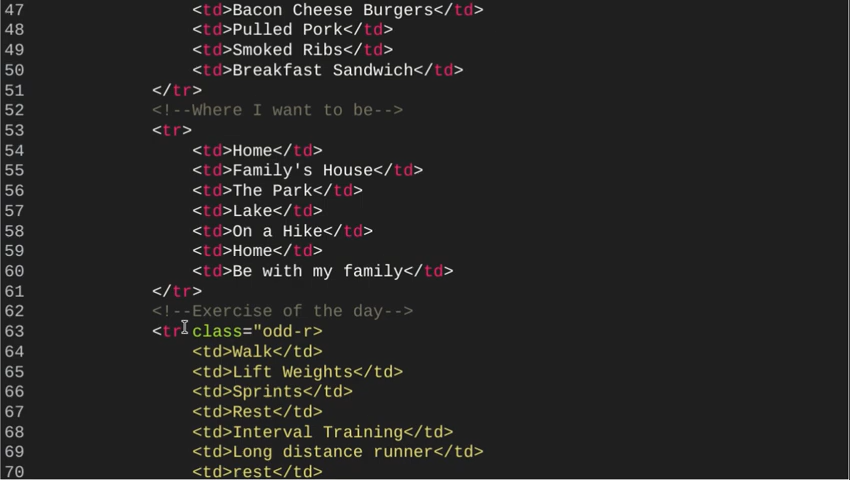 47 <td>Bacon Cheese Burgers</td>
48 <td>Pulled Pork</td>
49 <td>Smoked Ribs</td>
50 <td>Breakfast Sandwich</td>
51 </tr>
52 <!--Where I want to be-->
53 <tr>
54 <td>Home</td>
55 <td>Family's House</td>
56 <td>The Park</td>
57 <td>Lake</td>
58 <td>On a Hike</td>
59 <td>Home</td>
60 <td>Be with my family</td>
61 </tr>
62 <!--Exercise of the day-->
63 <tr class="odd-r>
64 <td>Walk</td>
65 <td>Lift Weights</td>
66 <td>Sprints</td>
67 <td>Rest</td>
68 <td>Interval Training</td>
69 <td>Long distance runner</td>
70 <td>rest</td>